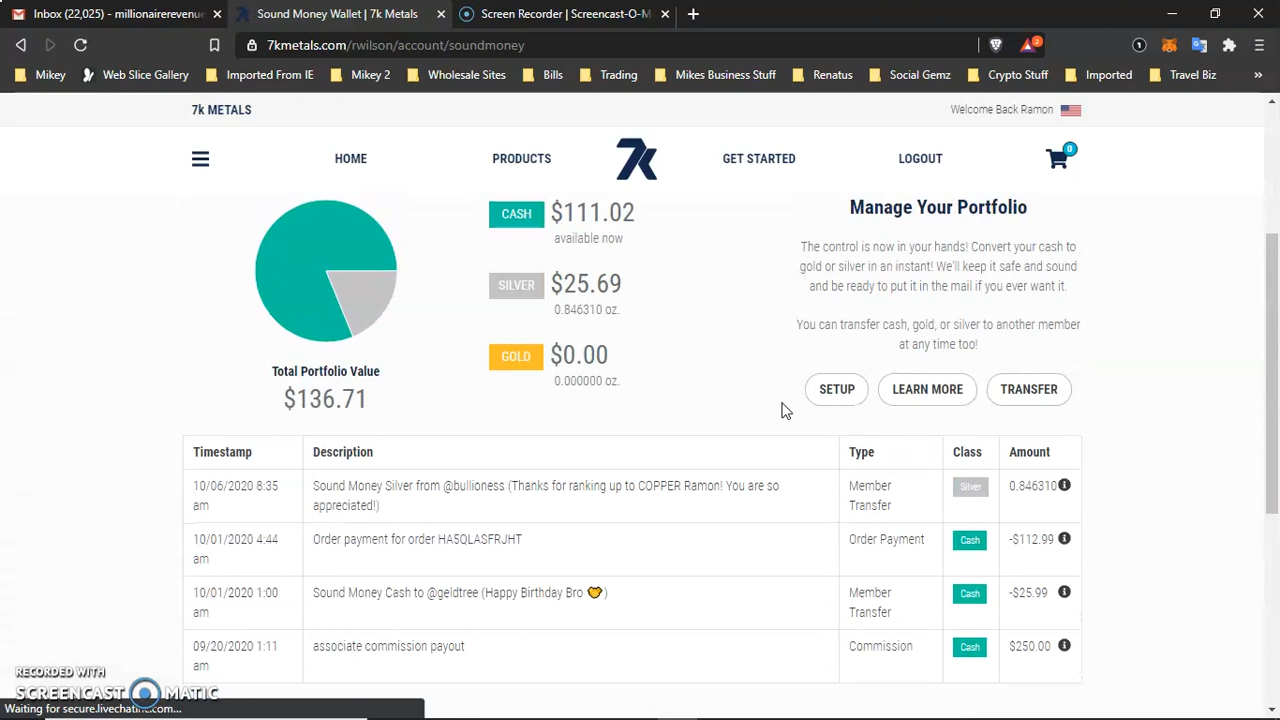 Inbox (22,025) - millionairerevenue
Sound Money Wallet | 7k Metals
Screen Recorder | Screencast-O-M
7kmetals.com/rwilson/account/soundmoney
2
Mikey
Web Slice Gallery
Imported From IE
Mikey 2
Wholesale Sites
Bills
Trading
Mikes Business Stuff
Renatus
Social Gemz
Crypto Stuff
Imported
Travel Biz
7k METALS
Welcome Back Ramon
HOME
PRODUCTS
7k
GET STARTED
LOGOUT
0
Total Portfolio Value
$136.71
CASH $111.02
available now
SILVER $25.69
0.846310 oz.
GOLD $0.00
0.000000 oz.
Manage Your Portfolio
The control is now in your hands! Convert your cash to
gold or silver in an instant! We'll keep it safe and sound
and be ready to put it in the mail if you ever want it.
You can transfer cash, gold, or silver to another member
at any time too!
SETUP LEARN MORE TRANSFER
Timestamp Description Type Class Amount
10/06/2020 8:35
am
Sound Money Silver from @bullioness (Thanks for ranking up to COPPER Ramon! You are so
appreciated!)
Member
Transfer
Silver
0.846310
10/01/2020 4:44
am
Order payment for order HA5QLASFRJHT
Order Payment
Cash
-$112.99
10/01/2020 1:00
am
Sound Money Cash to @geldtree (Happy Birthday Bro 🤛)
Member
Transfer
Cash
-$25.99
09/20/2020 1:11
am
associate commission payout
Commission
Cash
$250.00
RECORDED WITH
SCREENCAST MATIC
Waiting for secure.livechatinc.com...